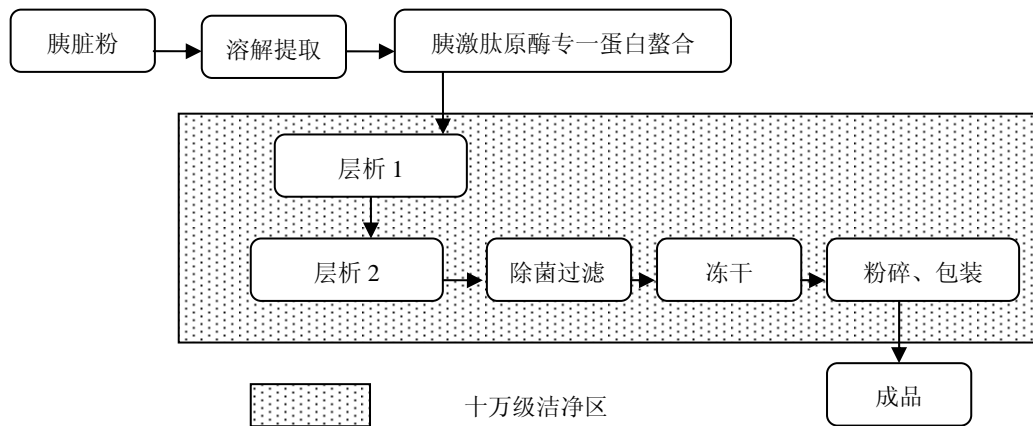 胰脏粉
溶解提取
胰激肽原酶专一蛋白螯合
层析 1
层析 2
除菌过滤
冻干
粉碎、包装
成品
十万级洁净区